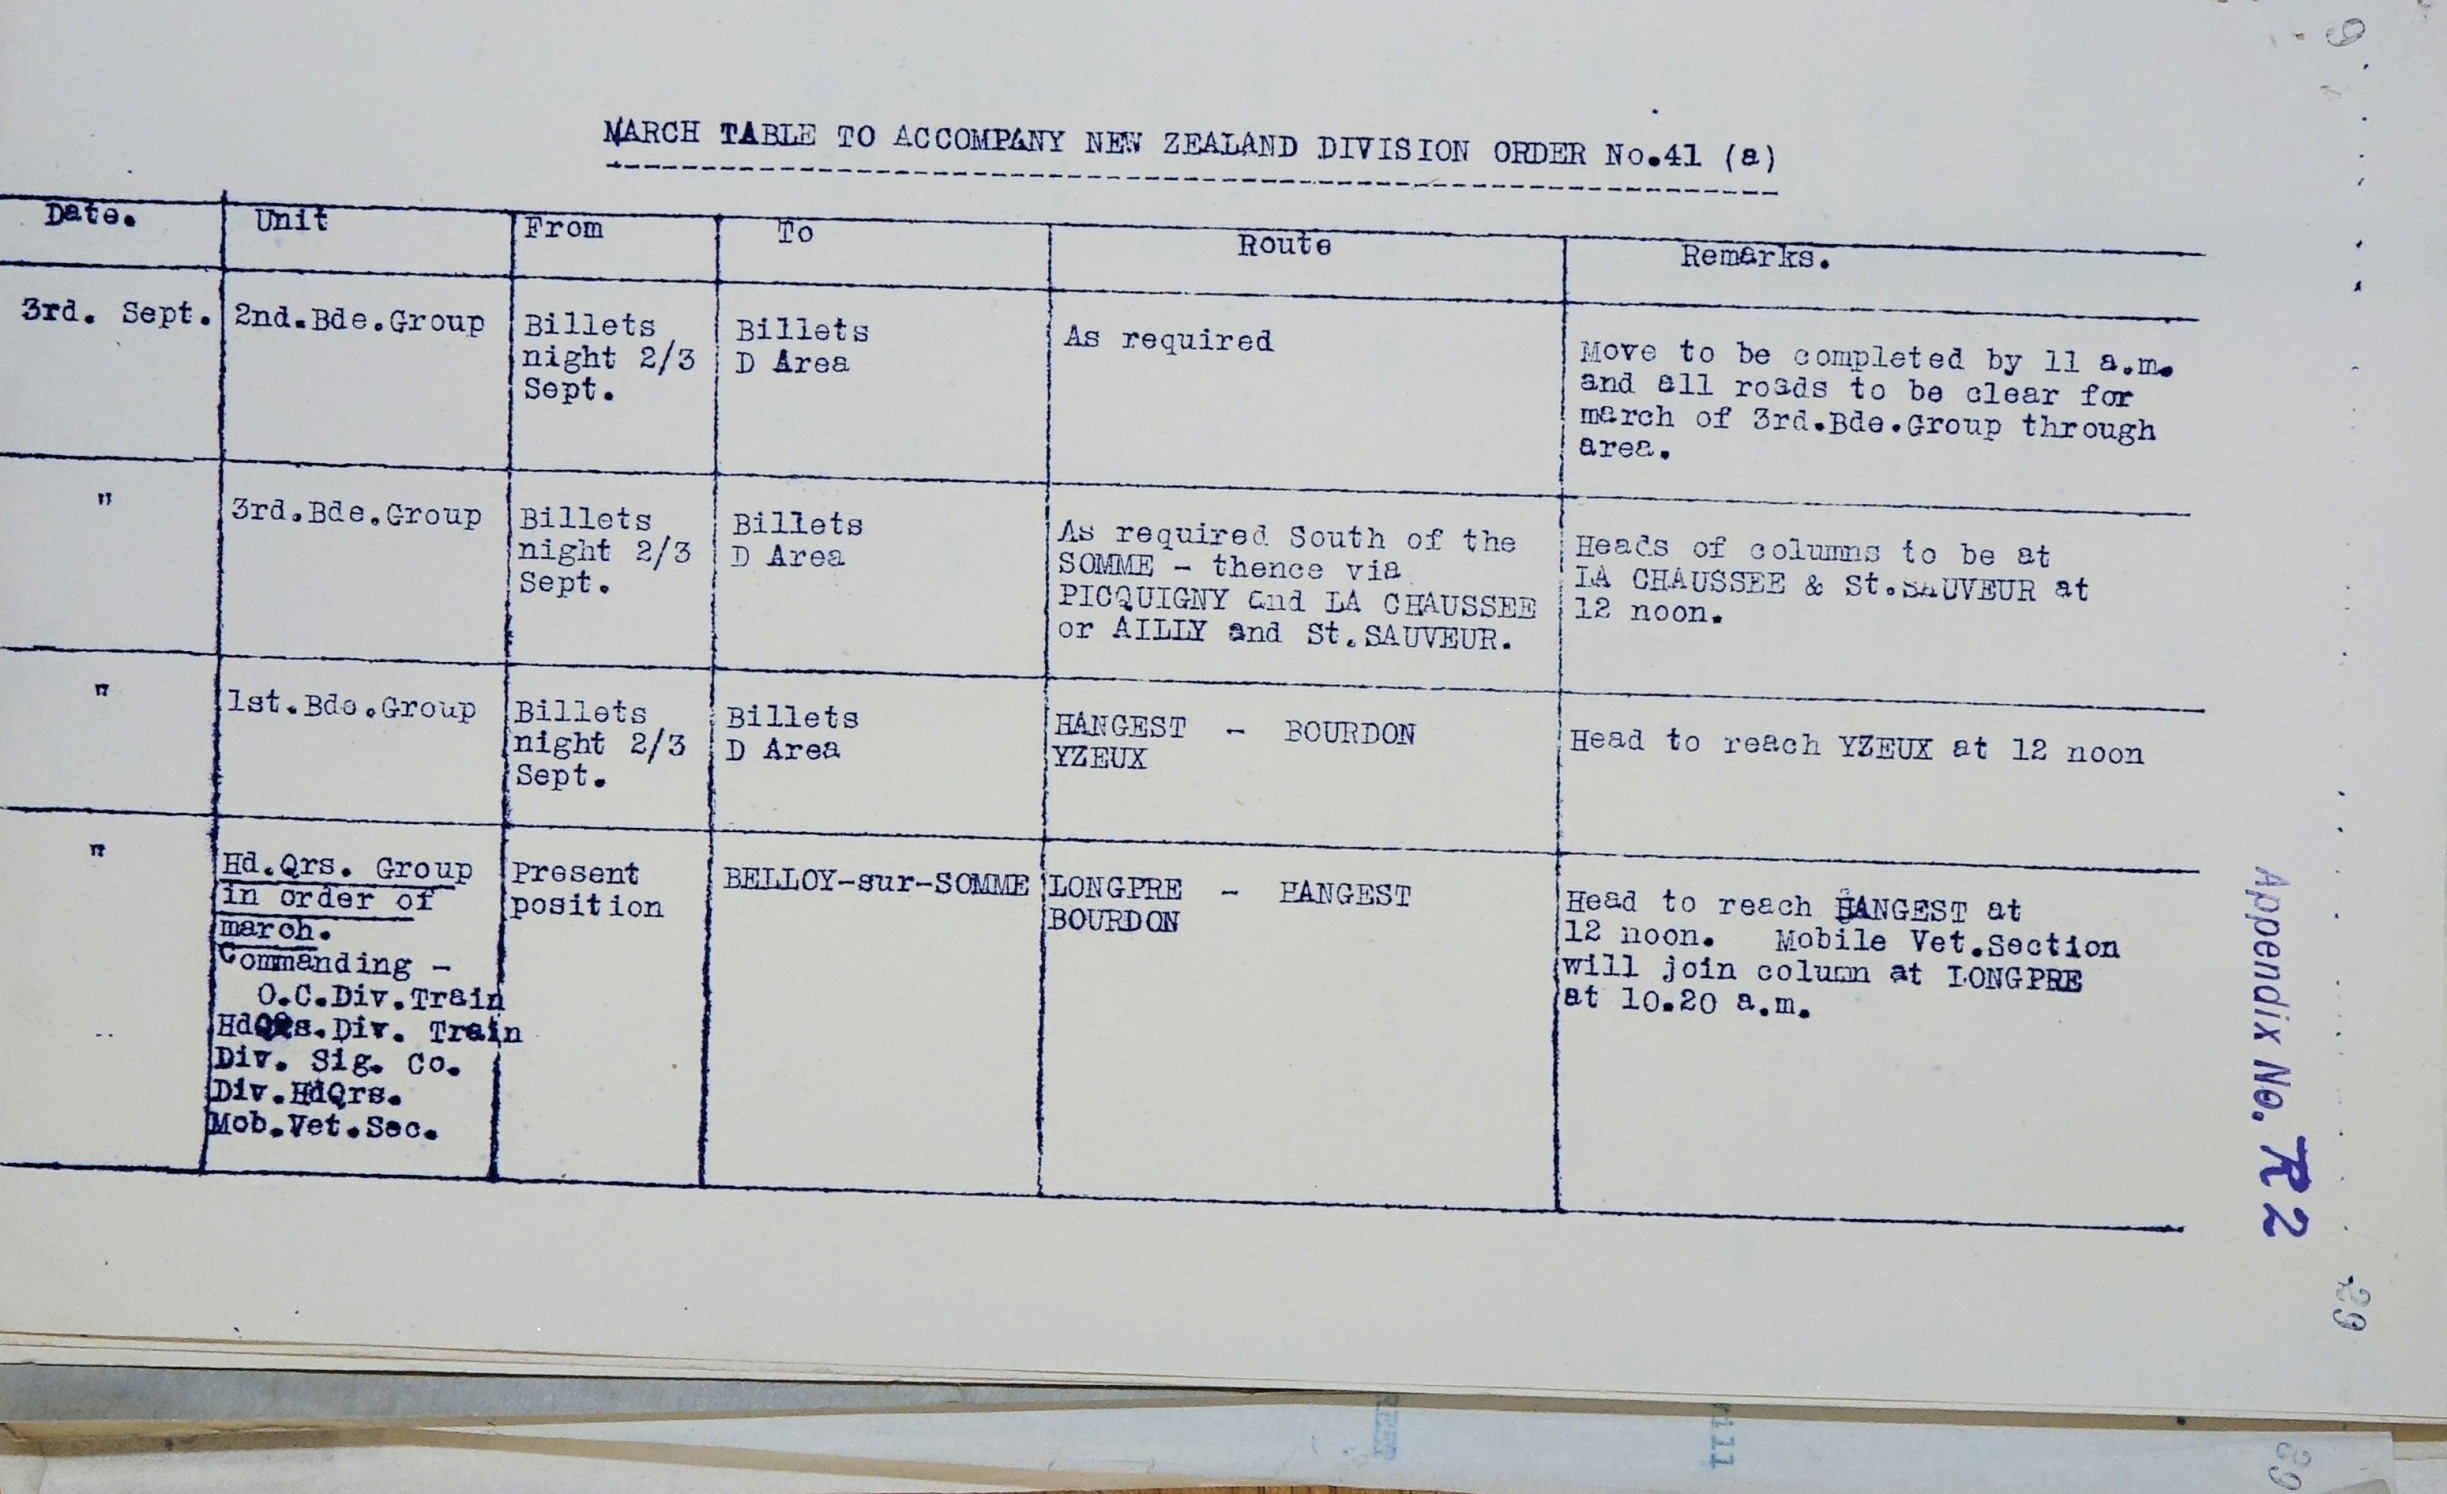 MARCH TABLE TO ACCOMPANY NEW ZEALAND DIVISION ORDER No.41 (a)
Date. Unit From To Route Remarks.
3rd. Sept.
2nd.Bde.Group
Billets
night 2/3
Sept.
Billets
D Area
As required
Move to be completed by 11 a.m.
and all roads to be clear for
march of 3rd.Bde.Group through
area.
"
3rd.Bde.Group
Billets
night 2/3
Sept.
Billets
D Area
As required South of the
SOMME - thence via
PICQUIGNY and LA CHAUSSEE
or AILLY and St.SAUVEUR.
Heads of columns to be at
LA CHAUSSEE & St.SAUVEUR at
12 noon.
"
1st.Bde.Group
Billets
night 2/3
Sept.
Billets
D Area
HANGEST - BOURDON
YZEUX
Head to reach YZEUX at 12 noon
"
Hd.Qrs. Group
in order of
march.
Commanding -
O.C.Div.Train
HdQrs.Div. Train
Div. Sig. Co.
Div.HdQrs.
Mob.Vet.Sec.
Present
position
BELLOY-sur-SOMME
LONGPRE - HANGEST
BOURDON
Head to reach HANGEST at
12 noon. Mobile Vet.Section
will join column at LONGPRE
at 10.20 a.m.
Appendix No. R2
29
will
39